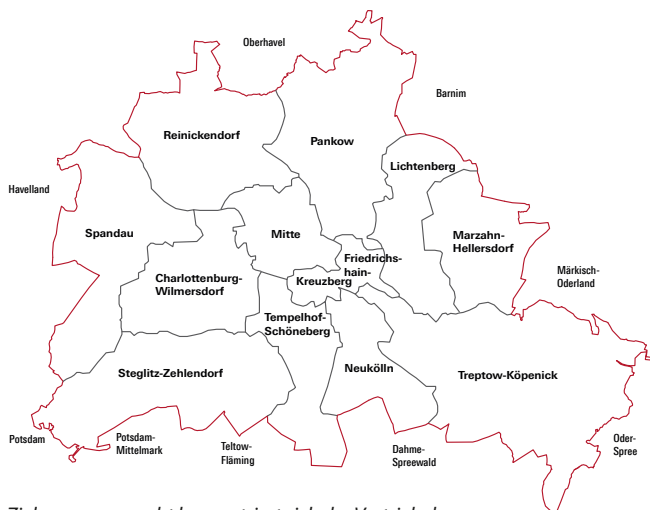 Oberhavel
Barnim
Reinickendorf
Pankow
Lichtenberg
Havelland
Spandau
Mitte
Marzahn-
Hellersdorf
Friedrichs-
hain-
Kreuzberg
Charlottenburg-
Wilmersdorf
Märkisch-
Oderland
Tempelhof-
Schöneberg
Steglitz-Zehlendorf
Neukölln
Treptow-Köpenick
Potsdam
Potsdam-
Mittelmark
Teltow-
Fläming
Dahme-
Spreewald
Oder-
Spree